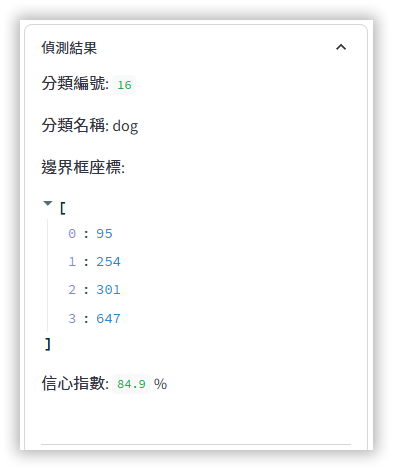 偵測結果
分類編號: 16
分類名稱: dog
邊界框座標:
[
0 : 95
1 : 254
2 : 301
3 : 647
]
信心指數: 84.9 %